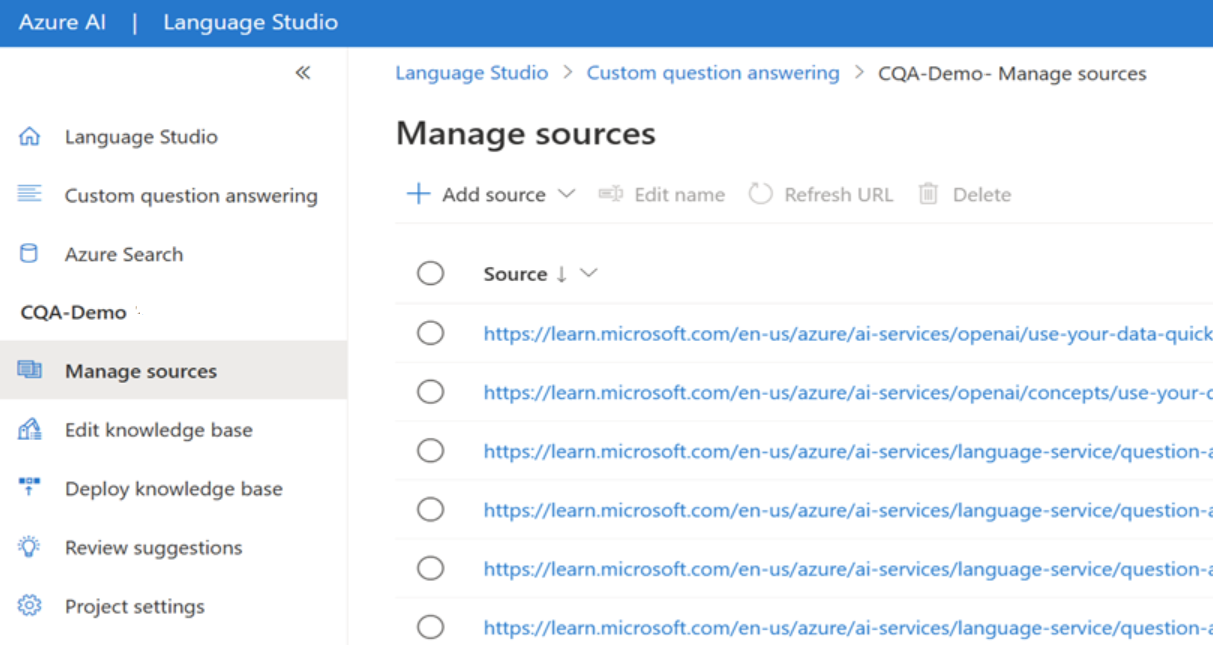 Azure AI | Language Studio
Language Studio > Custom question answering > CQA-Demo- Manage sources
Language Studio
Custom question answering
Azure Search
CQA-Demo
Manage sources
Edit knowledge base
Deploy knowledge base
Review suggestions
Project settings
Manage sources
+ Add source Edit name Refresh URL Delete
Source ↓
https://learn.microsoft.com/en-us/azure/ai-services/openai/use-your-data-quick
https://learn.microsoft.com/en-us/azure/ai-services/openai/concepts/use-your-
https://learn.microsoft.com/en-us/azure/ai-services/language-service/question-a
https://learn.microsoft.com/en-us/azure/ai-services/language-service/question-a
https://learn.microsoft.com/en-us/azure/ai-services/language-service/question-a
https://learn.microsoft.com/en-us/azure/ai-services/language-service/question-a